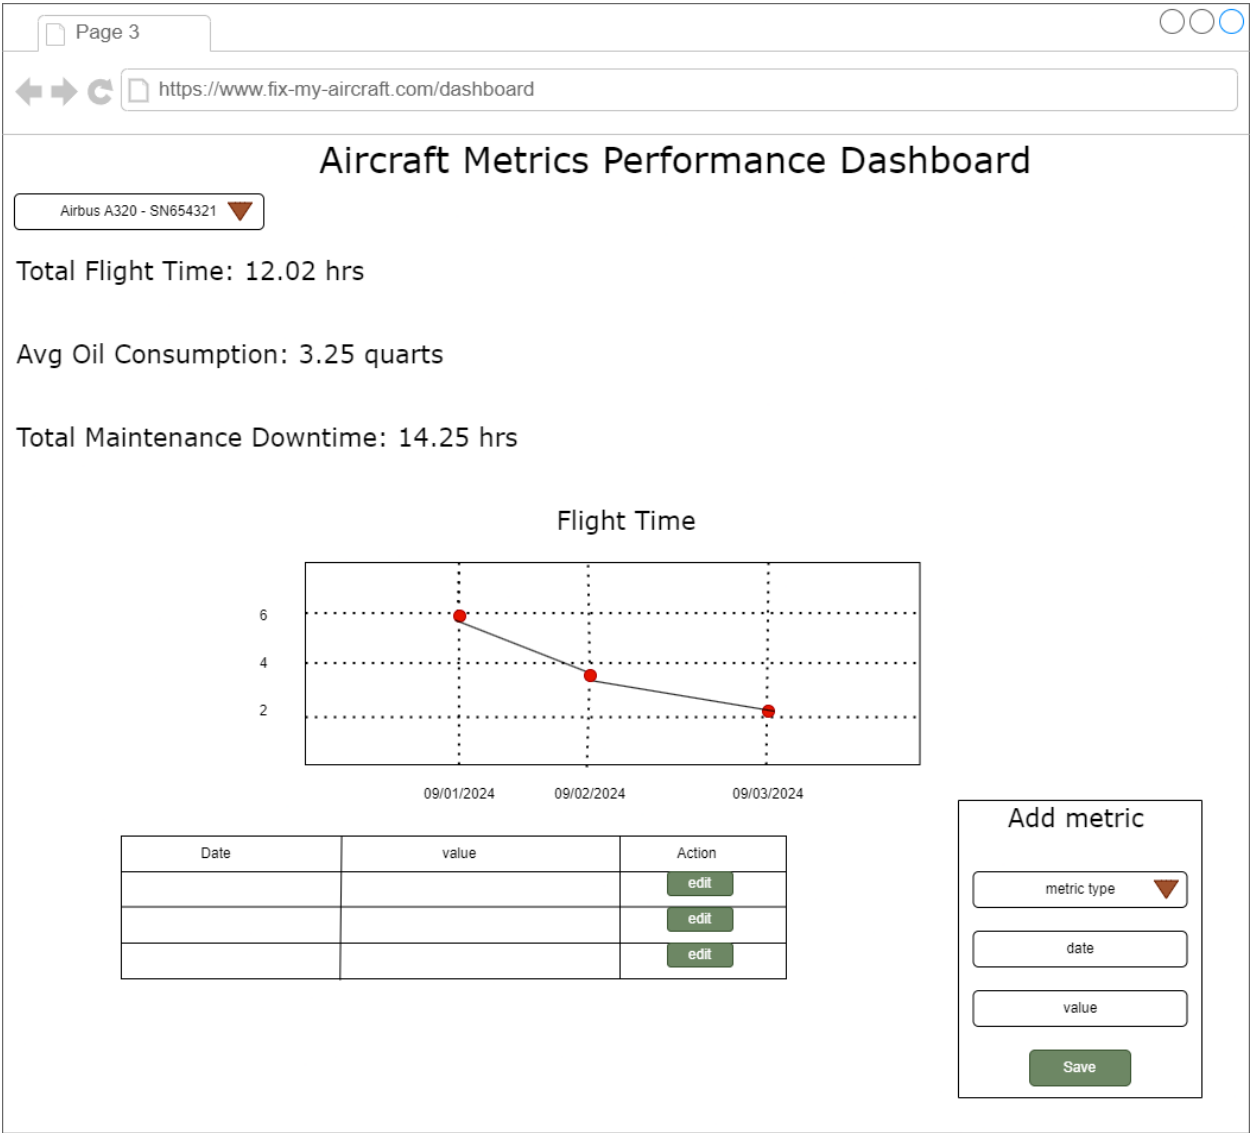 Page 3
https://www.fix-my-aircraft.com/dashboard
Aircraft Metrics Performance Dashboard
Airbus A320 - SN654321
Total Flight Time: 12.02 hrs
Avg Oil Consumption: 3.25 quarts
Total Maintenance Downtime: 14.25 hrs
Flight Time
6
4
2
09/01/2024 09/02/2024 09/03/2024
Date value Action
edit
edit
edit
Add metric
metric type
date
value
Save